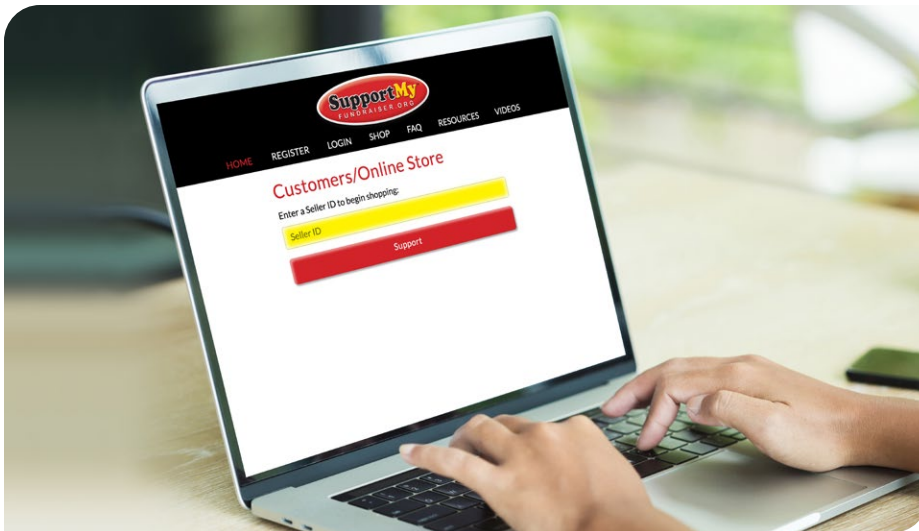 SupportMy
FUNDRAISER.ORG
HOME REGISTER LOGIN SHOP FAQ RESOURCES VIDEOS
Customers/Online Store
Enter a Seller ID to begin shopping:
Seller ID
Support